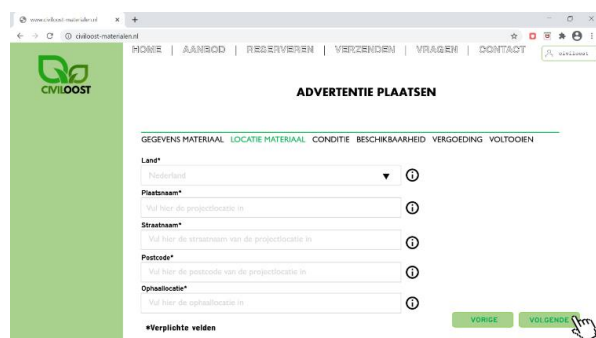 www.civiloost-materialen.nl
civiloost-materialen.nl
HOME | AANBOD | RESERVEREN | VERZENDEN | VRAGEN | CONTACT
civiloost
CIVILOOST
ADVERTENTIE PLAATSEN
GEGEVENS MATERIAAL LOCATIE MATERIAAL CONDITIE BESCHIKBAARHEID VERGOEDING VOLTOOIEN
Land*
Nederland
Plaatsnaam*
Vul hier de projectlocatie in
Straatnaam*
Vul hier de straatnaam van de projectlocatie in
Postcode*
Vul hier de postcode van de projectlocatie in
Ophaallocatie*
Vul hier de ophaallocatie in
*Verplichte velden
VORIGE
VOLGENDE